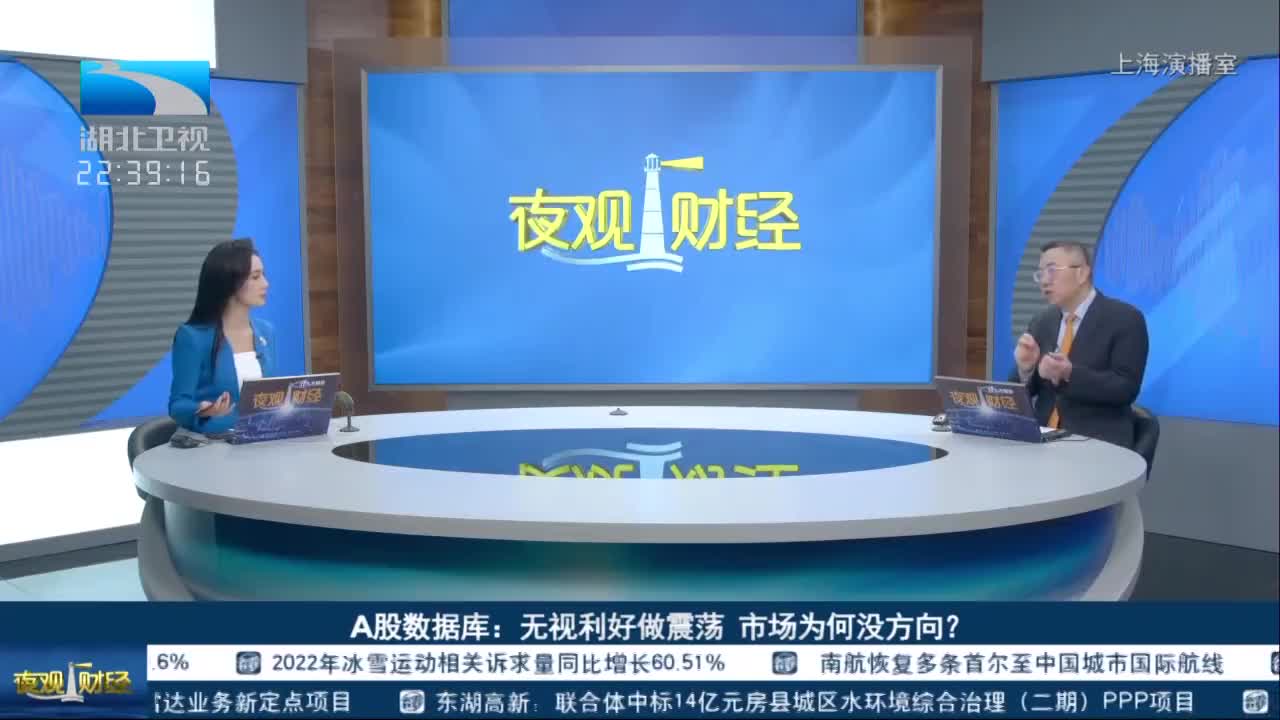 上海演播室
湖北卫视
22:39:16
夜观财经
夜观财经
夜观财经
A股数据库：无视利好做震荡 市场为何没方向？
.6% 2022年冰雪运动相关诉求量同比增长60.51% 南航恢复多条首尔至中国城市国际航线
夜观财经
达业务新定点项目 东湖高新：联合体中标14亿元房县城区水环境综合治理（二期）PPP项目